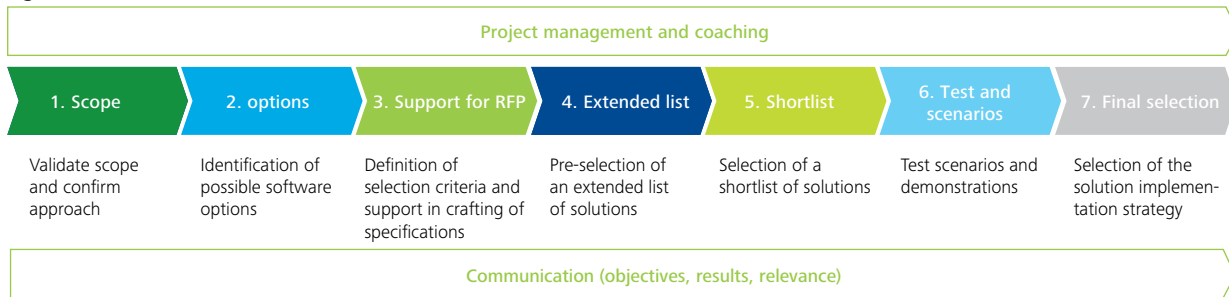 Project management and coaching
1. Scope
2. options
3. Support for RFP
4. Extended list
5. Shortlist
6. Test and
scenarios
7. Final selection
Validate scope
and confirm
approach
Identification of
possible software
options
Definition of
selection criteria and
support in crafting of
specifications
Pre-selection of
an extended list
of solutions
Selection of a
shortlist of solutions
Test scenarios and
demonstrations
Selection of the
solution implemen-
tation strategy
Communication (objectives, results, relevance)